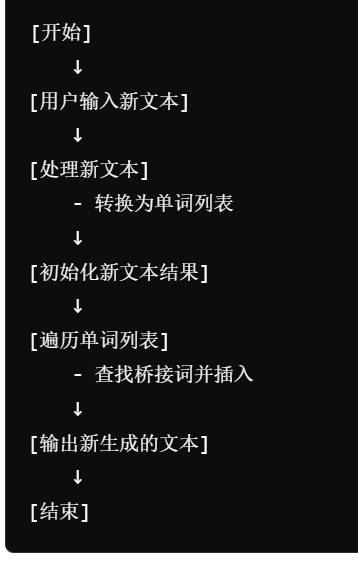 [开始]
↓
[用户输入新文本]
↓
[处理新文本]
- 转换为单词列表
↓
[初始化新文本结果]
↓
[遍历单词列表]
- 查找桥接词并插入
↓
[输出新生成的文本]
↓
[结束]